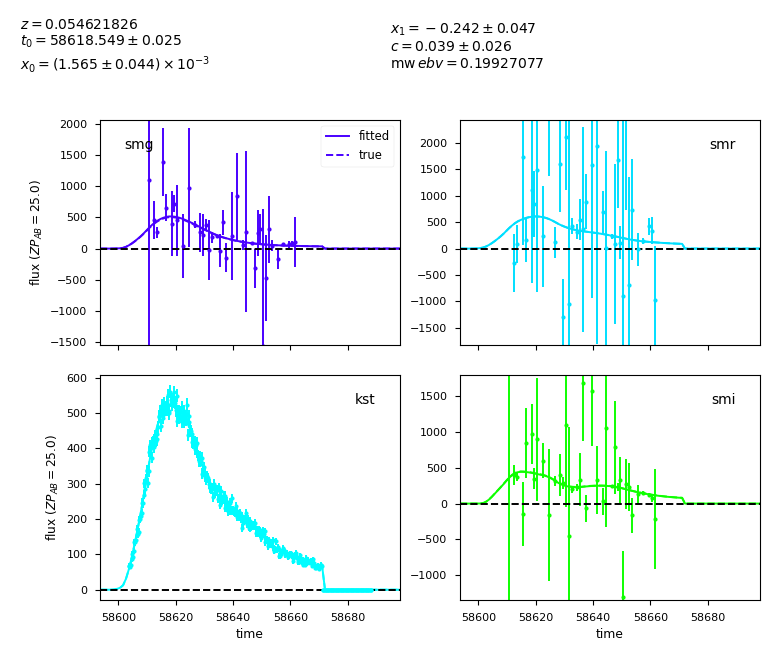 z = 0.054621826
t₀ = 58618.549 ± 0.025
x₀ = (1.565 ± 0.044) × 10⁻³
x₁ = −0.242 ± 0.047
c = 0.039 ± 0.026
mw ebv = 0.19927077
2000
1500
1000
500
0
−500
−1000
−1500
flux (ZP_AB = 25.0)
smg
fitted
true
2000
1500
1000
500
0
−500
−1000
−1500
smr
600
500
400
300
200
100
0
flux (ZP_AB = 25.0)
kst
58600 58620 58640 58660 58680
time
1500
1000
500
0
−500
−1000
smi
58600 58620 58640 58660 58680
time